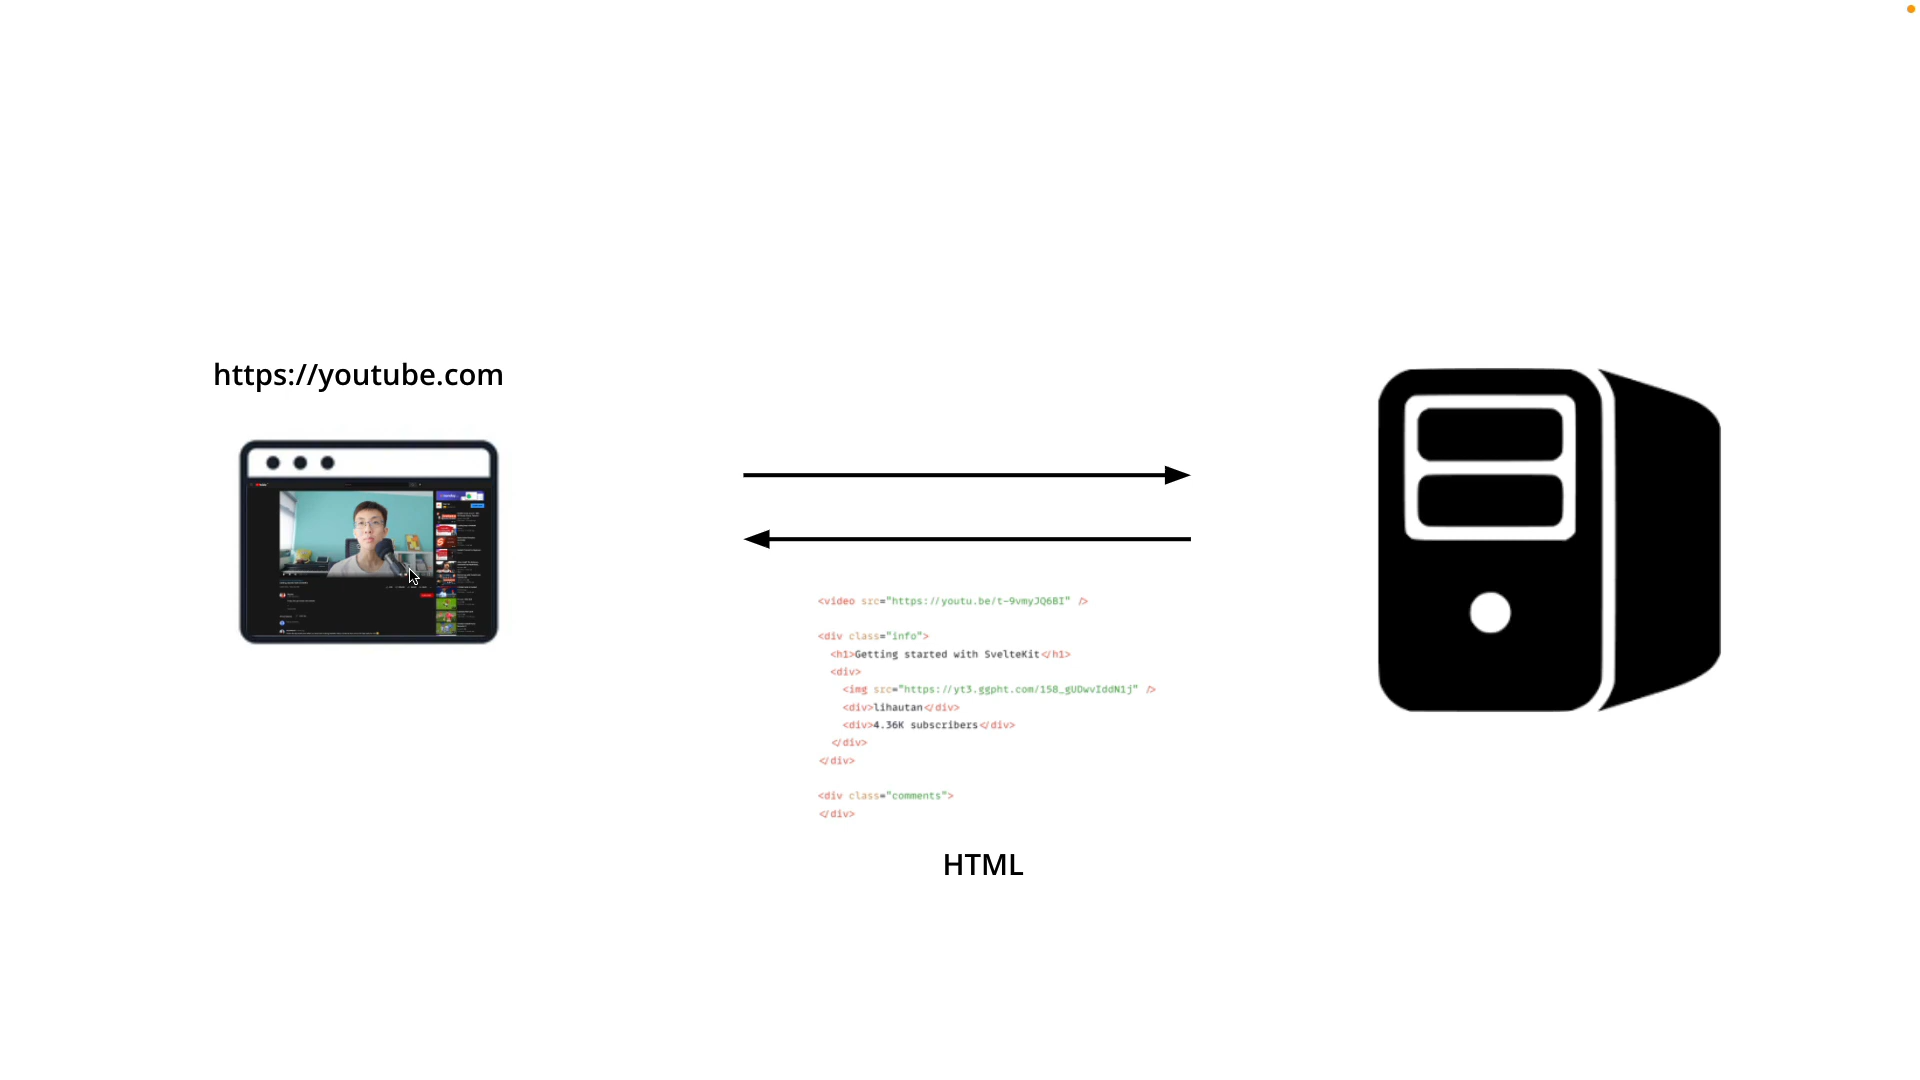 https://youtube.com
<video src="https://youtu.be/t-9vmyJQ6BI" />
<div class="info">
<h1>Getting started with SvelteKit</h1>
<div>
<img src="https://yt3.ggpht.com/158_gUDwvIddN1j" />
<div>lihautan</div>
<div>4.36K subscribers</div>
</div>
</div>
<div class="comments">
</div>
HTML